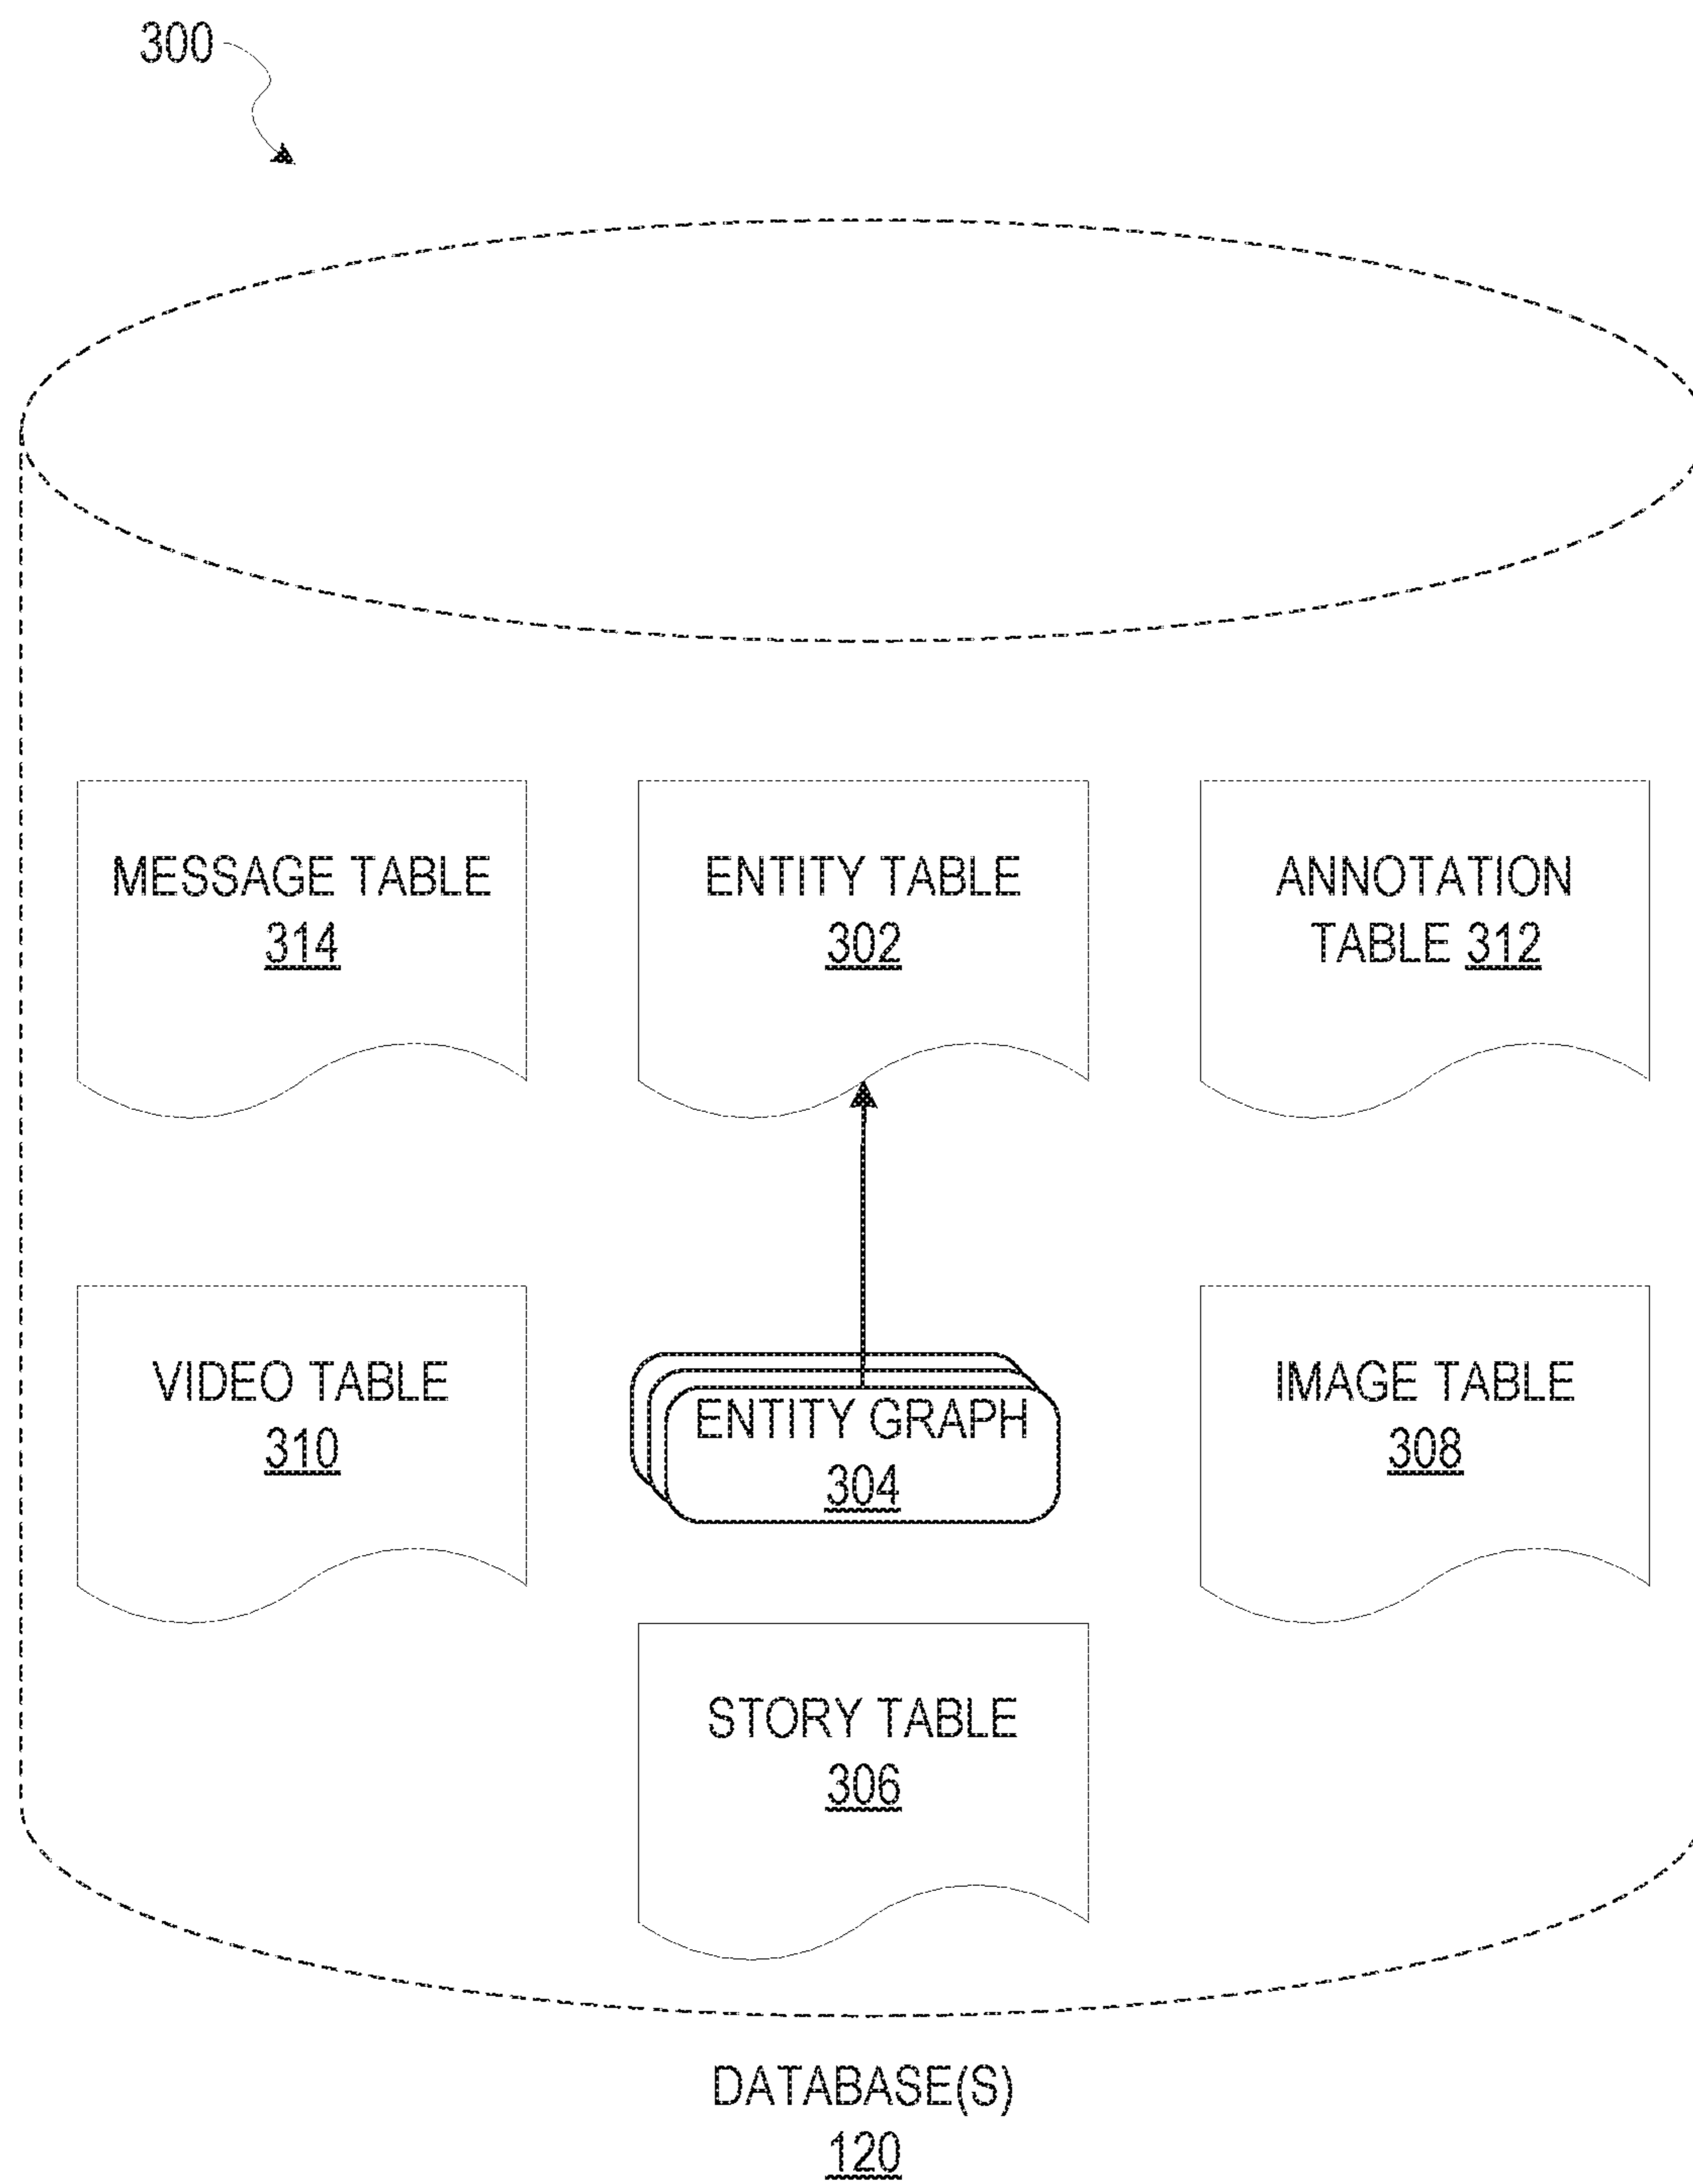 300
MESSAGE TABLE
314
ENTITY TABLE
302
ANNOTATION
TABLE 312
VIDEO TABLE
310
ENTITY GRAPH
304
IMAGE TABLE
308
STORY TABLE
306
DATABASE(S)
120